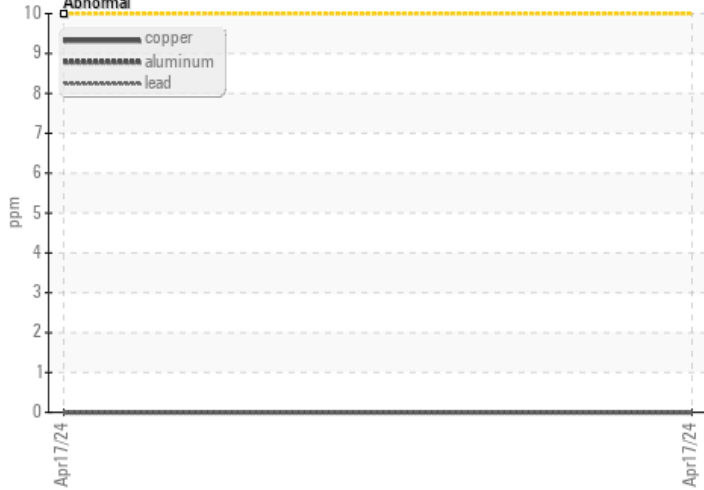 Abnormal
10
copper
9
aluminum
lead
8
7
6
ppm
5
4
3
2
1
0
Apr17/24
Apr17/24